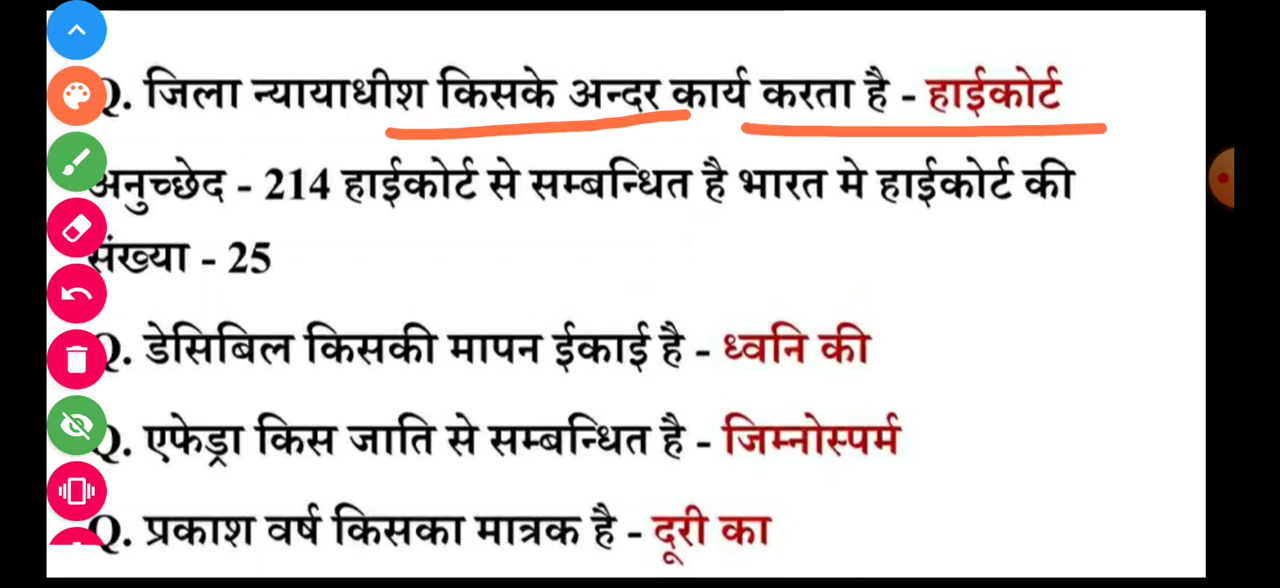 Q. जिला न्यायाधीश किसके अन्दर कार्य करता है - हाईकोर्ट
अनुच्छेद - 214 हाईकोर्ट से सम्बन्धित है भारत मे हाईकोर्ट की
संख्या - 25
Q. डेसिबिल किसकी मापन ईकाई है - ध्वनि की
Q. एफेड्रा किस जाति से सम्बन्धित है - जिम्नोस्पर्म
Q. प्रकाश वर्ष किसका मात्रक है - दूरी का